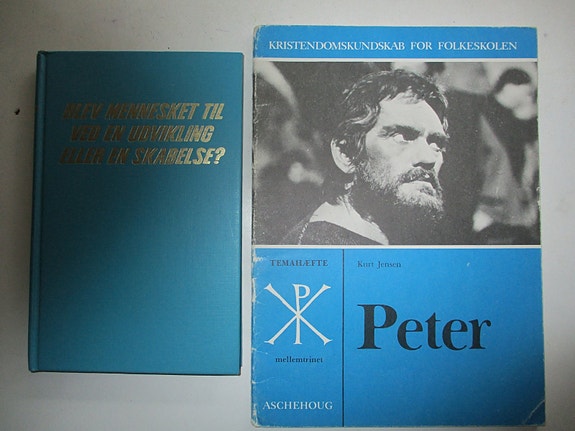 BLEV MENNESKET TIL
VED EN UDVIKLING
ELLER EN SKABELSE?
KRISTENDOMSKUNDSKAB FOR FOLKESKOLEN
TEMAHÆFTE
mellemtrinet
ASCHEHOUG
Kurt Jensen
Peter